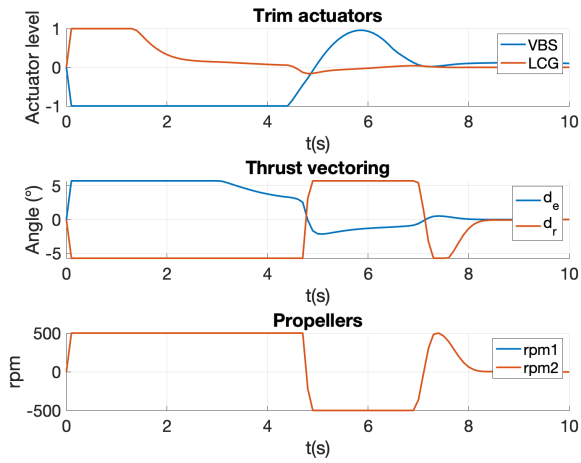 Trim actuators
Actuator level
1
0
-1
VBS
LCG
0 2 4 6 8 10
t(s)
Thrust vectoring
Angle (°)
5
0
-5
d_e
d_r
0 2 4 6 8 10
t(s)
Propellers
rpm
500
0
-500
rpm1
rpm2
0 2 4 6 8 10
t(s)